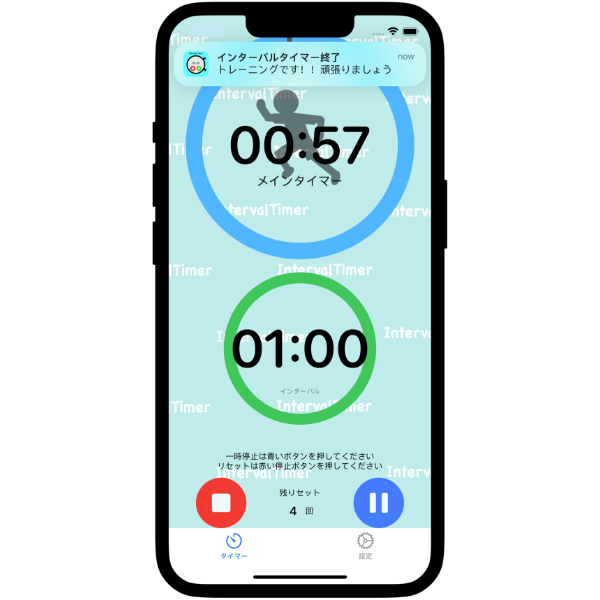 インターバルタイマー終了
now
トレーニングです！！頑張りましょう
IntervalTimer
00:57
メインタイマー
IntervalTimer
IntervalTimer
01:00
インターバル
IntervalTimer
一時停止は青いボタンを押してください
リセットは赤い停止ボタンを押してください
IntervalTimer
残りセット
4 回
タイマー
設定